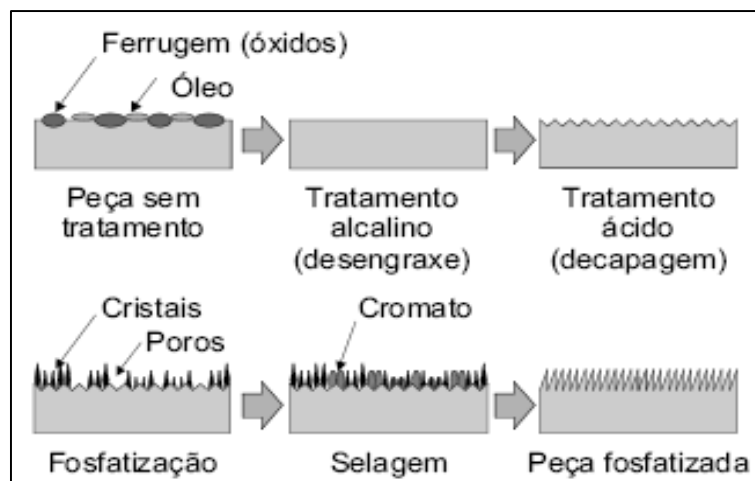 Ferrugem (óxidos)
Óleo
Peça sem
tratamento
Tratamento
alcalino
(desengraxe)
Tratamento
ácido
(decapagem)
Cristais
Poros
Cromato
Fosfatização
Selagem
Peça fosfatizada